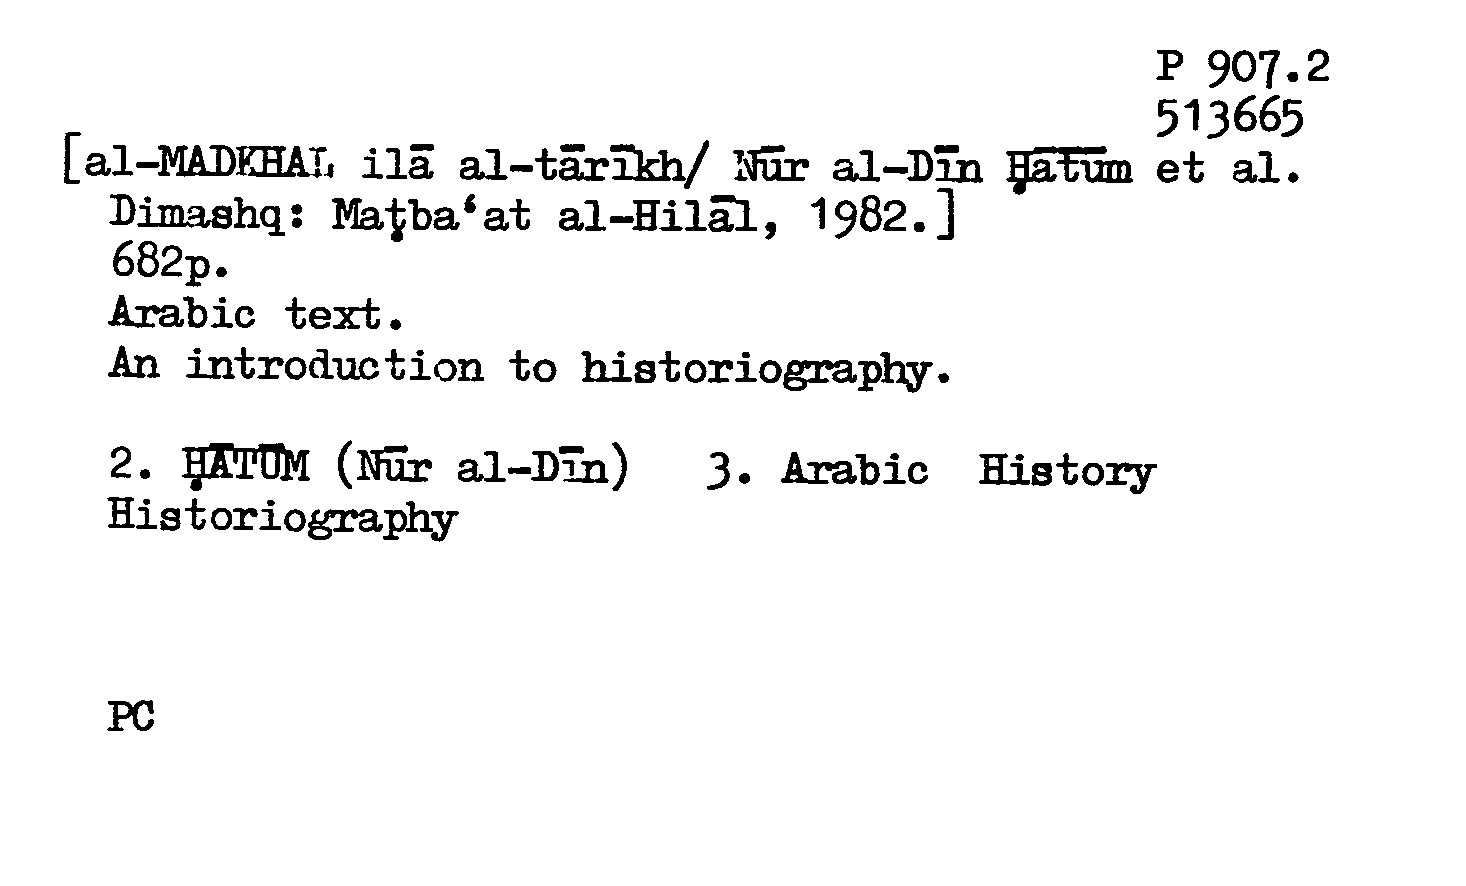 P 907.2
513665
[al-MADKHAL ilā al-tārīkh/ Nūr al-Dīn Ḥātūm et al.
Dimashq: Maṭba‘at al-Hilāl, 1982.]
682p.
Arabic text.
An introduction to historiography.
2. ḤĀTŪM (Nūr al-Dīn) 3. Arabic History
Historiography
PC